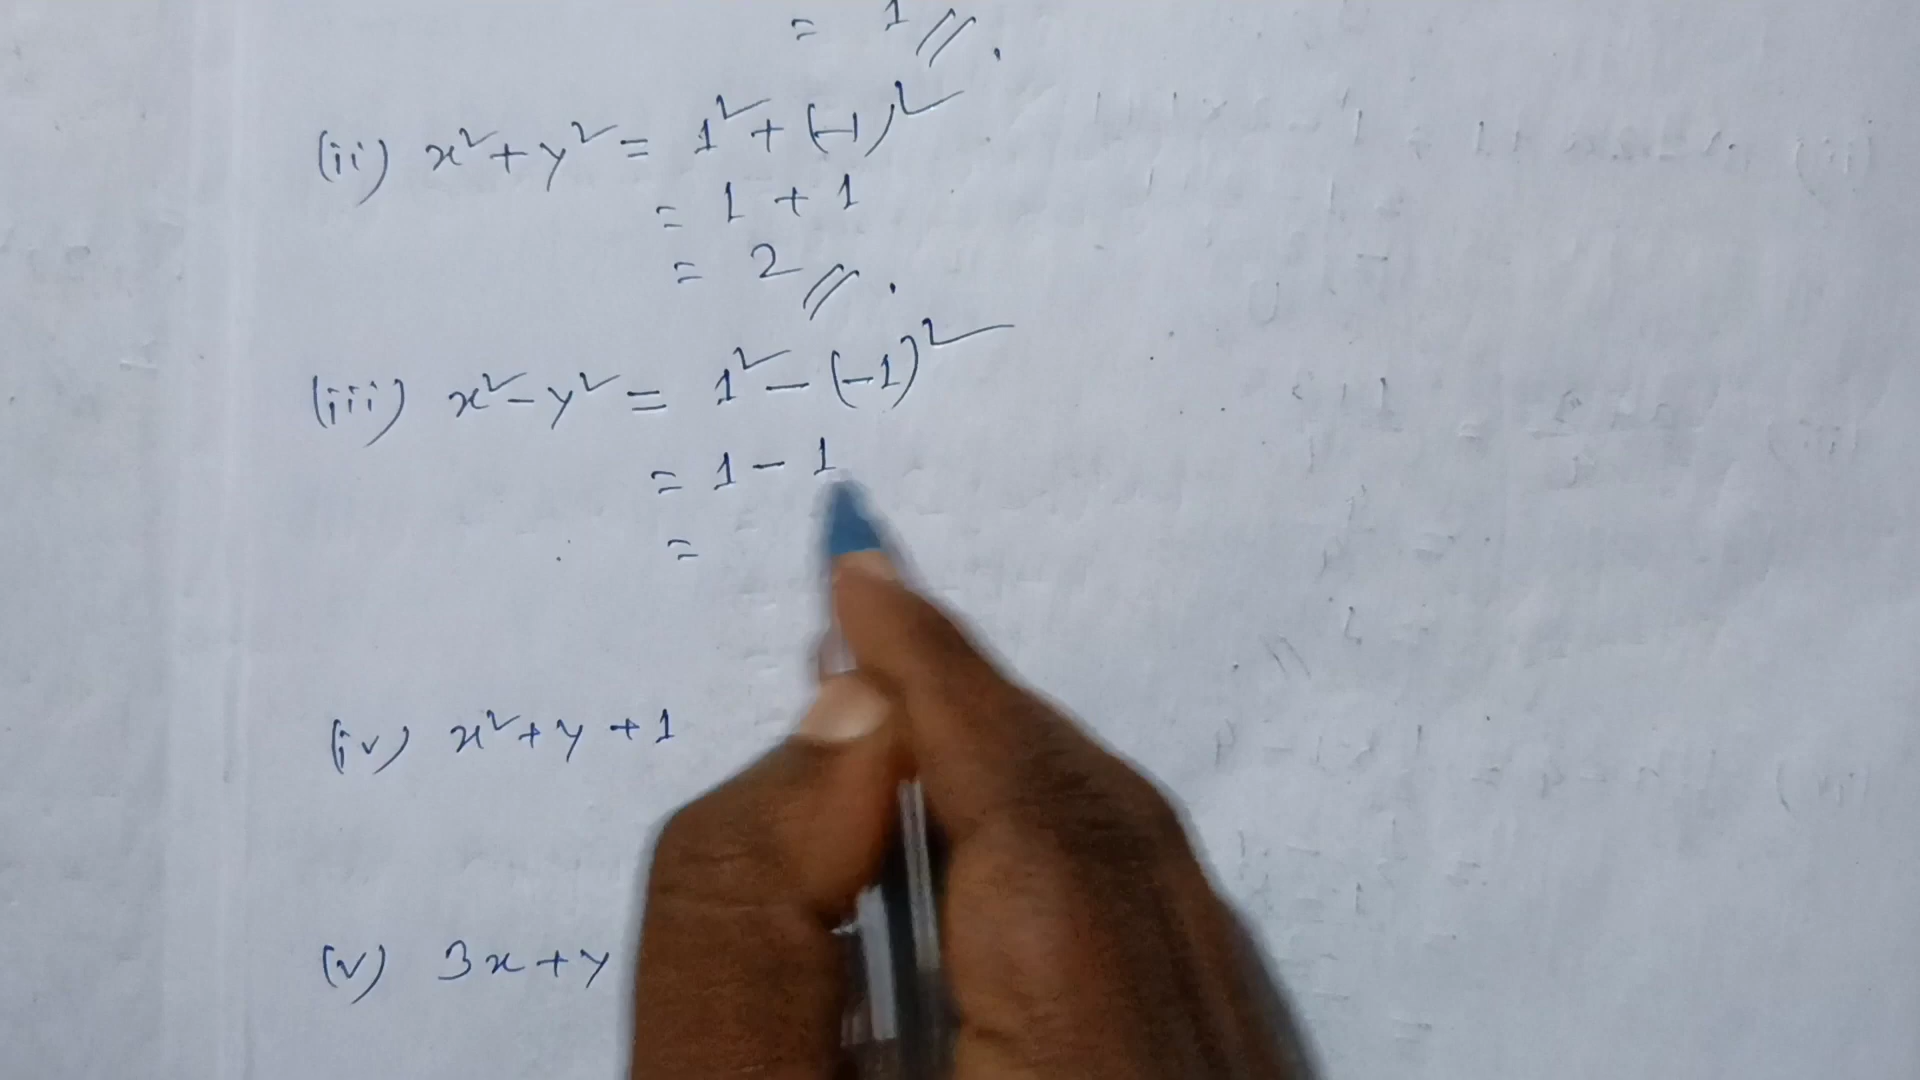 = 1 //.
(ii) x² + y² = 1² + (-1)²
= 1 + 1
= 2 //.
(iii) x² - y² = 1² - (-1)²
= 1 - 1
=
(iv) x² + y + 1
(v) 3x + y